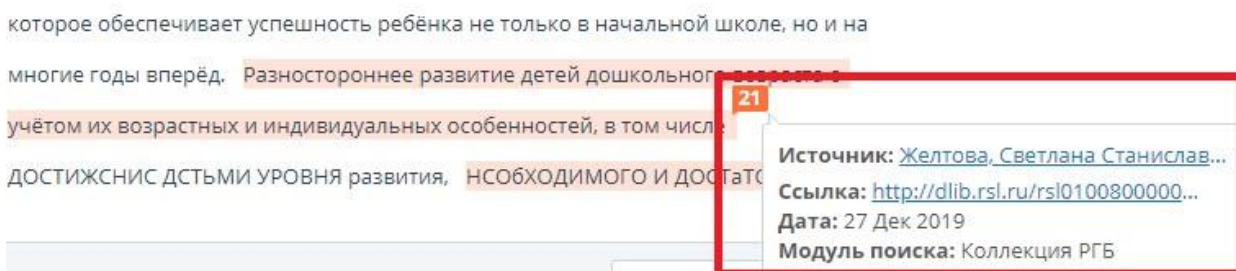 которое обеспечивает успешность ребёнка не только в начальной школе, но и на
многие годы вперёд. Разностороннее развитие детей дошкольного возраста с
21
учётом их возрастных и индивидуальных особенностей, в том числе
Источник: Желтова, Светлана Станислав...
ДОСТИЖСНИС ДСТЬМИ УРОВНЯ развития, НСОбХОДИМОГО И ДОСТаТО
Ссылка: http://dlib.rsl.ru/rsl0100800000...
Дата: 27 Дек 2019
Модуль поиска: Коллекция РГБ